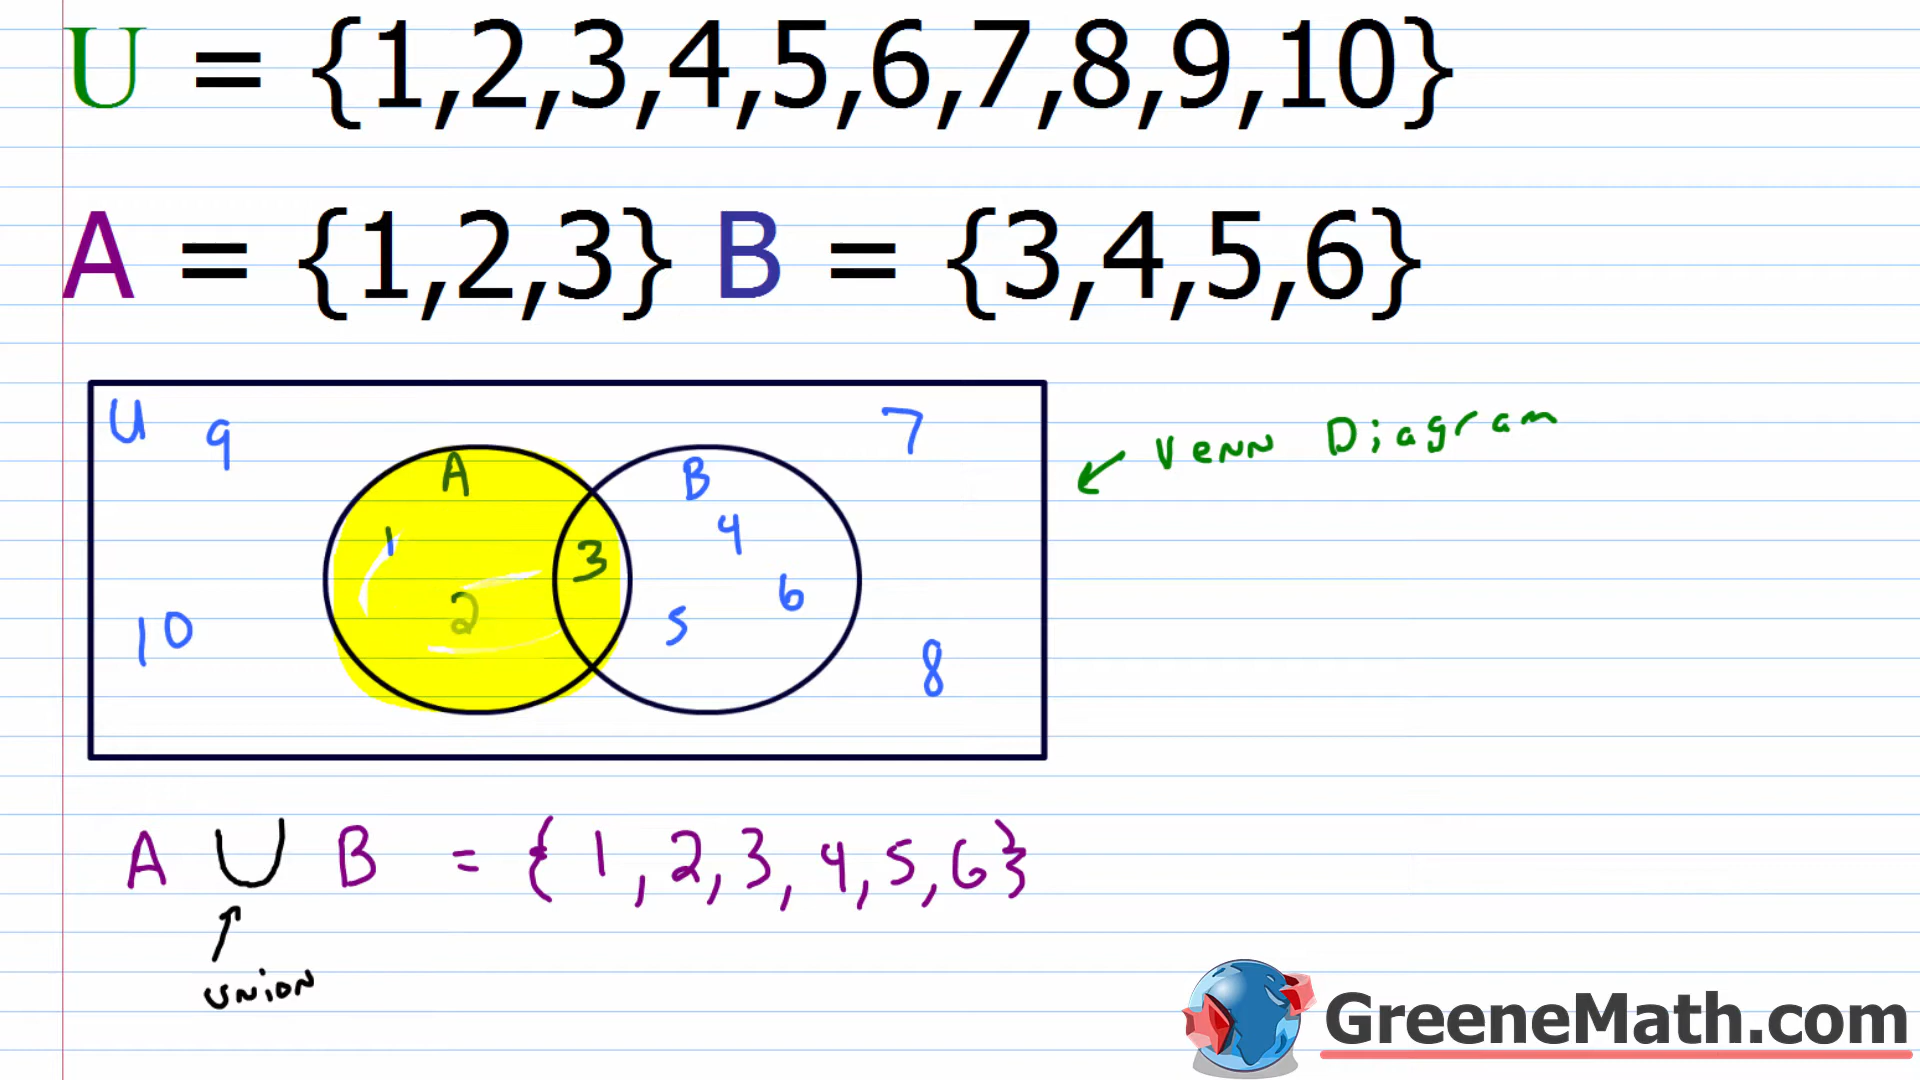 U = {1,2,3,4,5,6,7,8,9,10}
A = {1,2,3} B = {3,4,5,6}
U 9 7
A B
1 3 4
2 5 6
10 8
Venn Diagram
A ∪ B = {1, 2, 3, 4, 5, 6}
union
GreeneMath.com